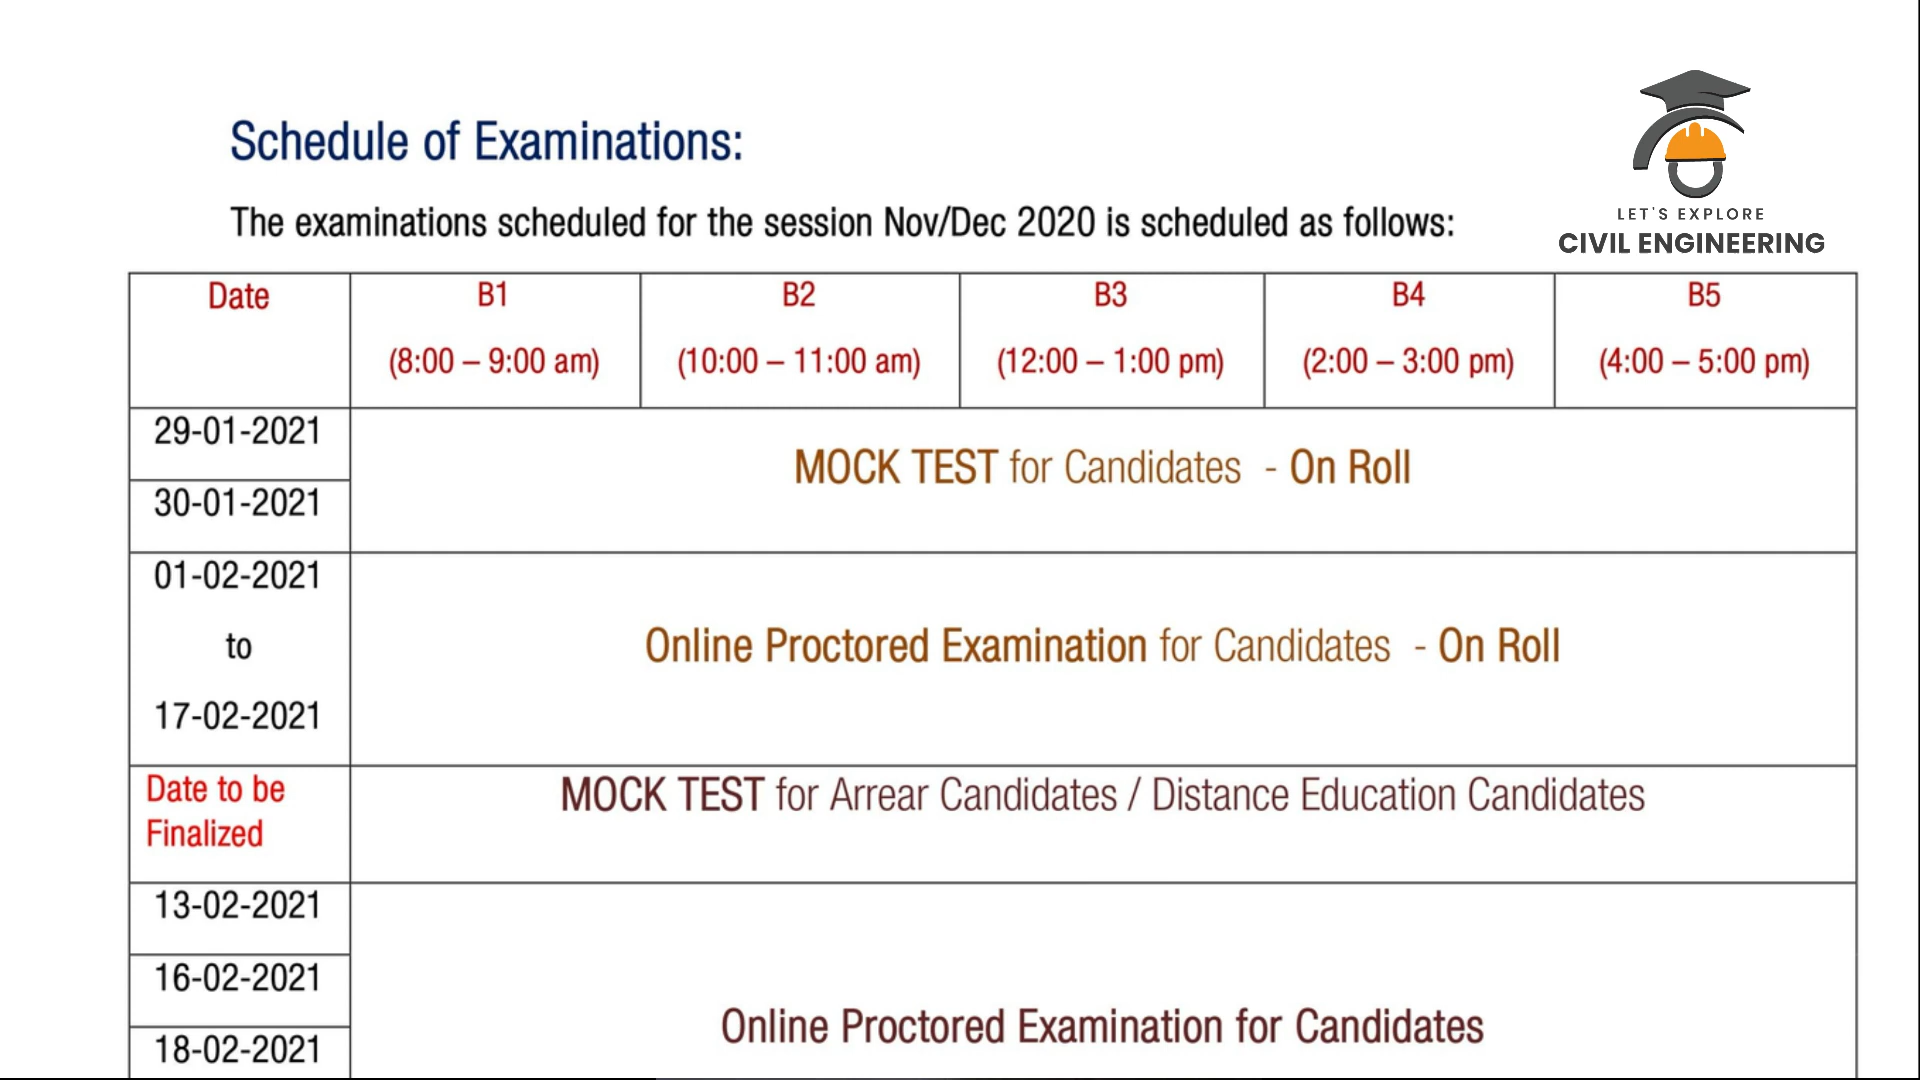 Schedule of Examinations:
The examinations scheduled for the session Nov/Dec 2020 is scheduled as follows:
LET'S EXPLORE
CIVIL ENGINEERING
Date B1 B2 B3 B4 B5
(8:00 – 9:00 am) (10:00 – 11:00 am) (12:00 – 1:00 pm) (2:00 – 3:00 pm) (4:00 – 5:00 pm)
29-01-2021
MOCK TEST for Candidates - On Roll
30-01-2021
01-02-2021
to
Online Proctored Examination for Candidates - On Roll
17-02-2021
Date to be
Finalized
MOCK TEST for Arrear Candidates / Distance Education Candidates
13-02-2021
16-02-2021
Online Proctored Examination for Candidates
18-02-2021